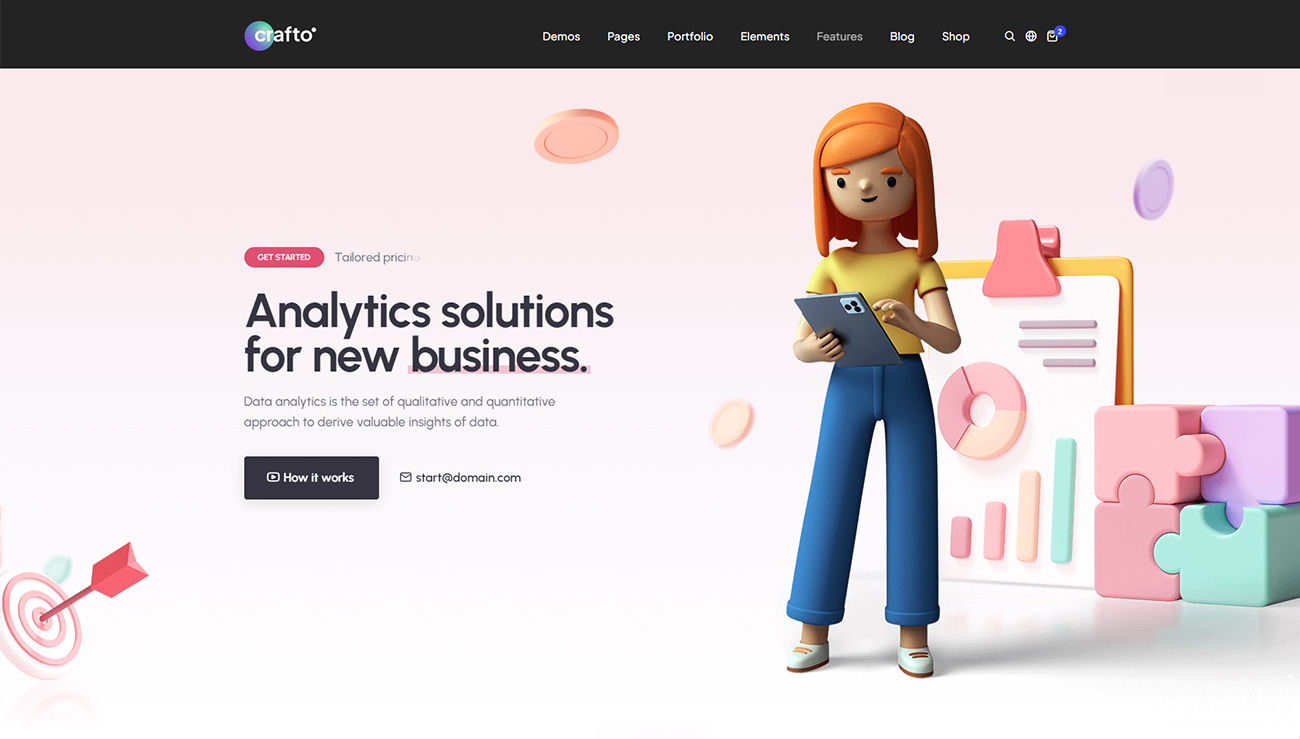 crafto
Demos Pages Portfolio Elements Features Blog Shop 2
GET STARTED Tailored pricin
Analytics solutions
for new business.
Data analytics is the set of qualitative and quantitative
approach to derive valuable insights of data.
How it works start@domain.com